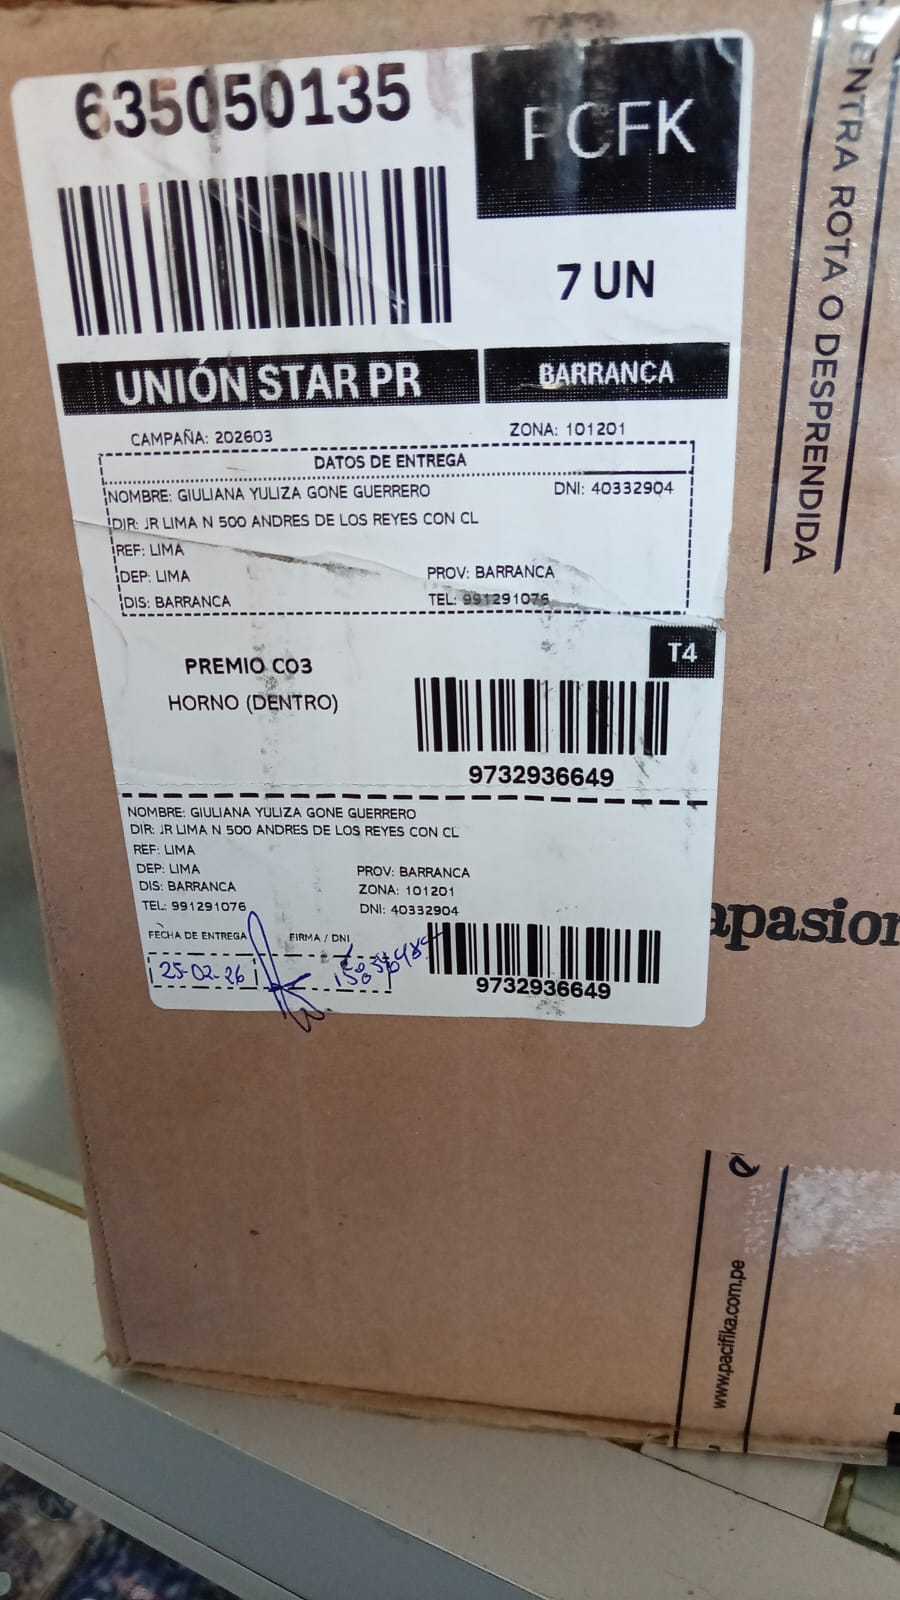 635050135
PCFK
7 UN
UNIÓN STAR PR
BARRANCA
CAMPAÑA: 202603
ZONA: 101201
DATOS DE ENTREGA
NOMBRE: GIULIANA YULIZA GONE GUERRERO
DNI: 40332904
DIR: JR LIMA N 500 ANDRES DE LOS REYES CON CL
REF: LIMA
DEP: LIMA
PROV: BARRANCA
DIS: BARRANCA
TEL: 991291076
T4
PREMIO C03
HORNO (DENTRO)
9732936649
NOMBRE: GIULIANA YULIZA GONE GUERRERO
DIR: JR LIMA N 500 ANDRES DE LOS REYES CON CL
REF: LIMA
DEP: LIMA
PROV: BARRANCA
DIS: BARRANCA
ZONA: 101201
TEL: 991291076
DNI: 40332904
FECHA DE ENTREGA
FIRMA / DNI
25-02-26
9732936649
ENTRA ROTA O DESPRENDIDA
apasion
www.pacifika.com.pe